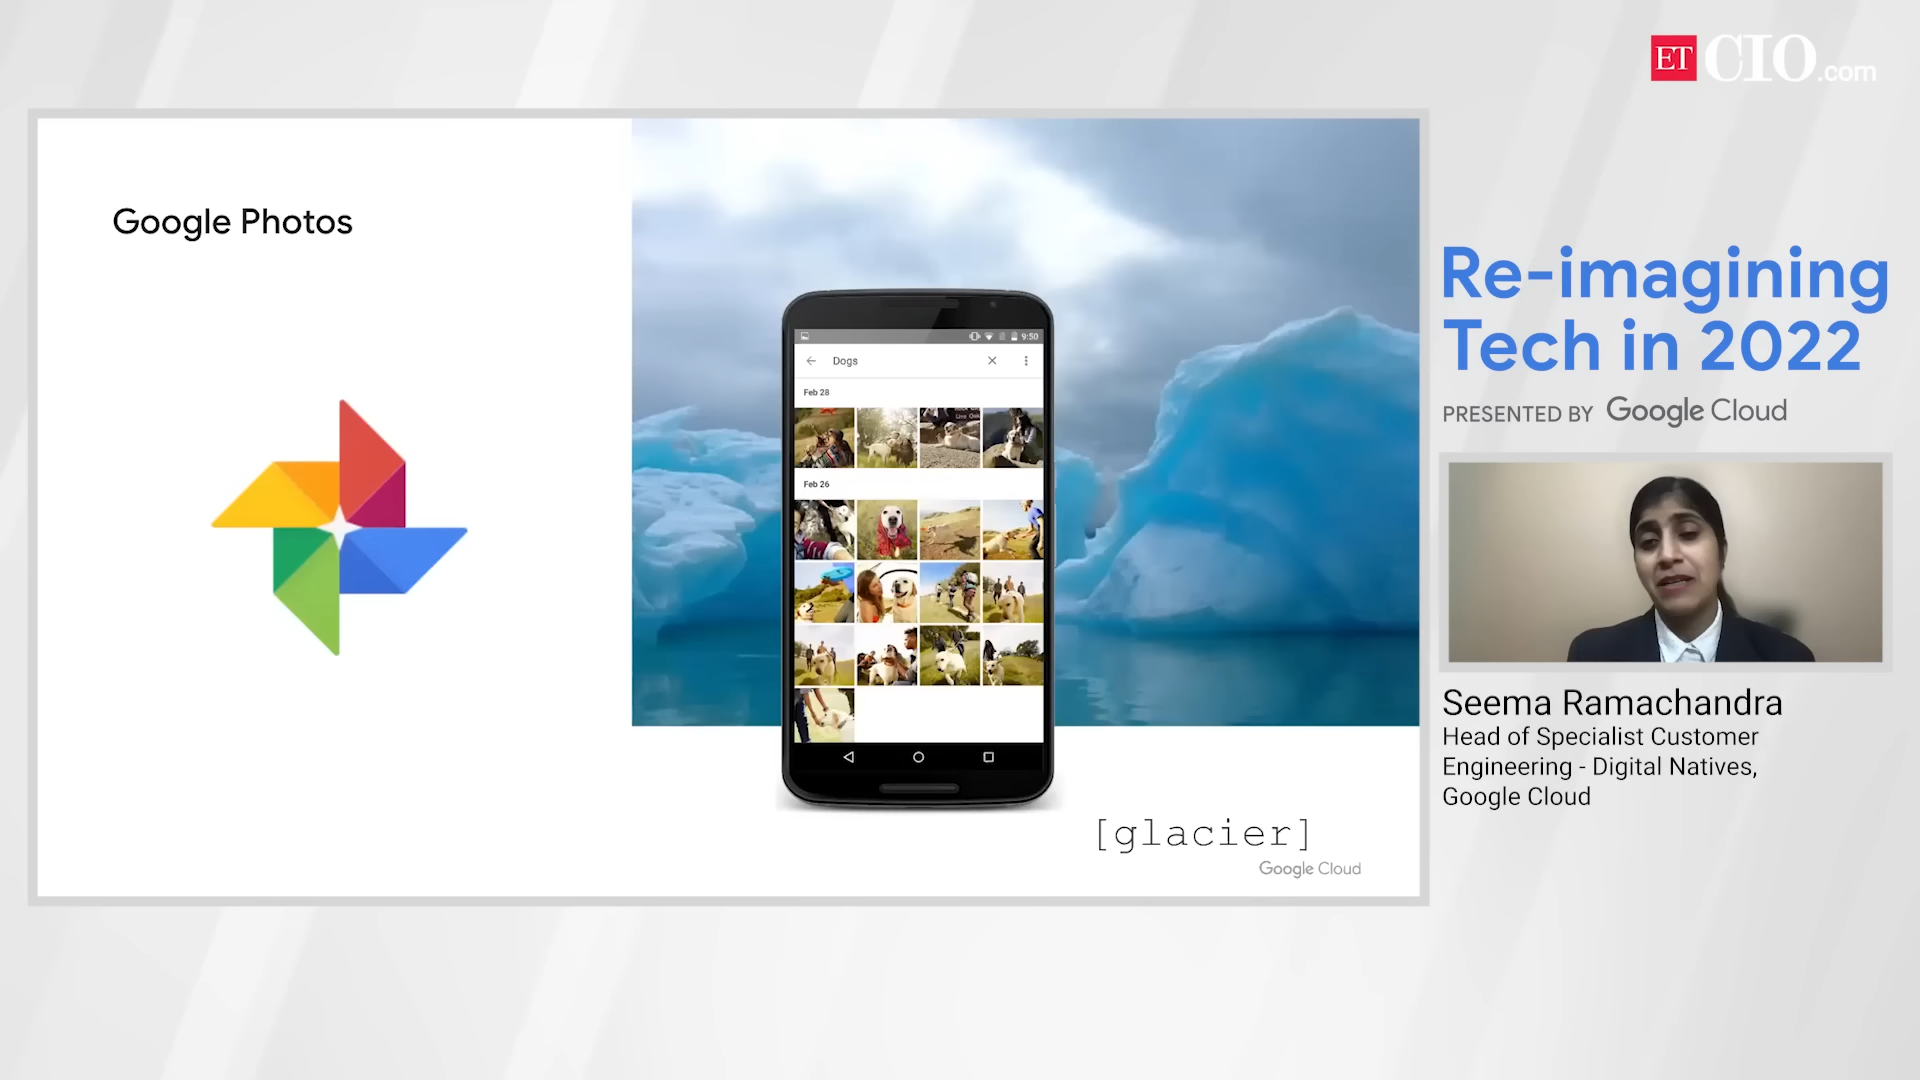 ET CIO.com
Google Photos
9:50
Dogs
Feb 28
Feb 26
[glacier]
Google Cloud
Re-imagining
Tech in 2022
PRESENTED BY Google Cloud
Seema Ramachandra
Head of Specialist Customer
Engineering - Digital Natives,
Google Cloud